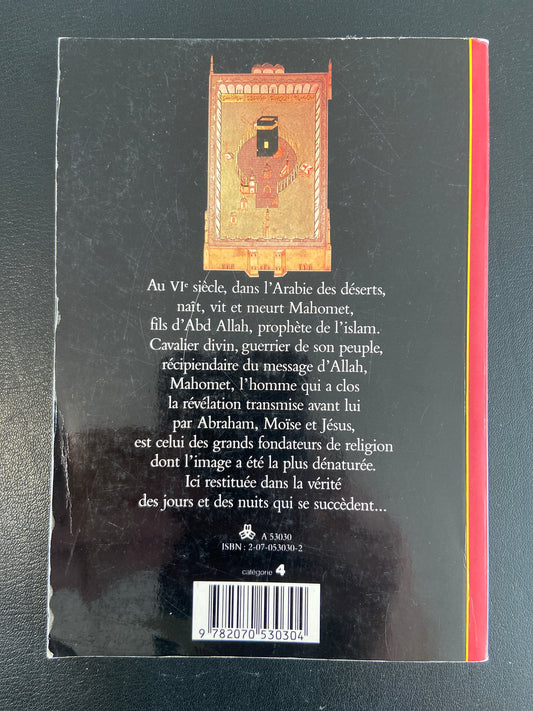 Au VIe siècle, dans l'Arabie des déserts,
naît, vit et meurt Mahomet,
fils d'Abd Allah, prophète de l'islam.
Cavalier divin, guerrier de son peuple,
récipiendaire du message d'Allah,
Mahomet, l'homme qui a clos
la révélation transmise avant lui
par Abraham, Moïse et Jésus,
est celui des grands fondateurs de religion
dont l'image a été la plus dénaturée.
Ici restituée dans la vérité
des jours et des nuits qui se succèdent...
A 53030
ISBN : 2-07-053030-2
catégorie 4
9 782070 530304